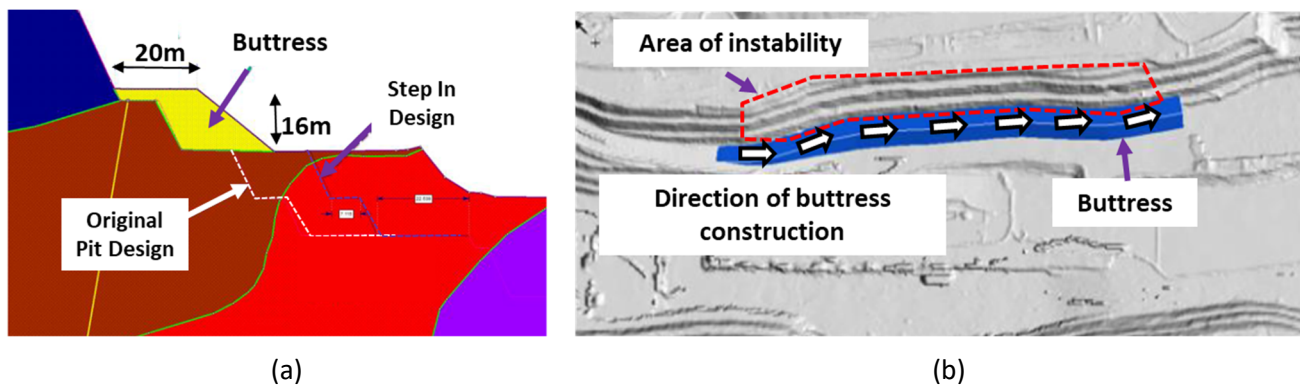 20m
Buttress
16m
Step In
Design
Original
Pit Design
Area of instability
Direction of buttress
construction
Buttress
(a)
(b)